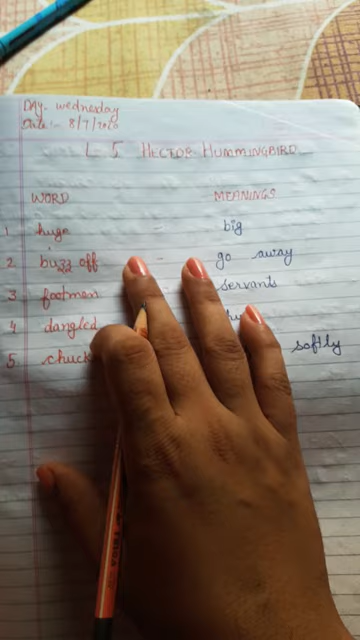 DAY:- wednesday
Date:- 8/7/2020
L-5 HECTOR HUMMINGBIRD
WORD MEANINGS
1 huge - big
2 buzz off - go away
3 footmen servants
4 dangled
5 chuck softly